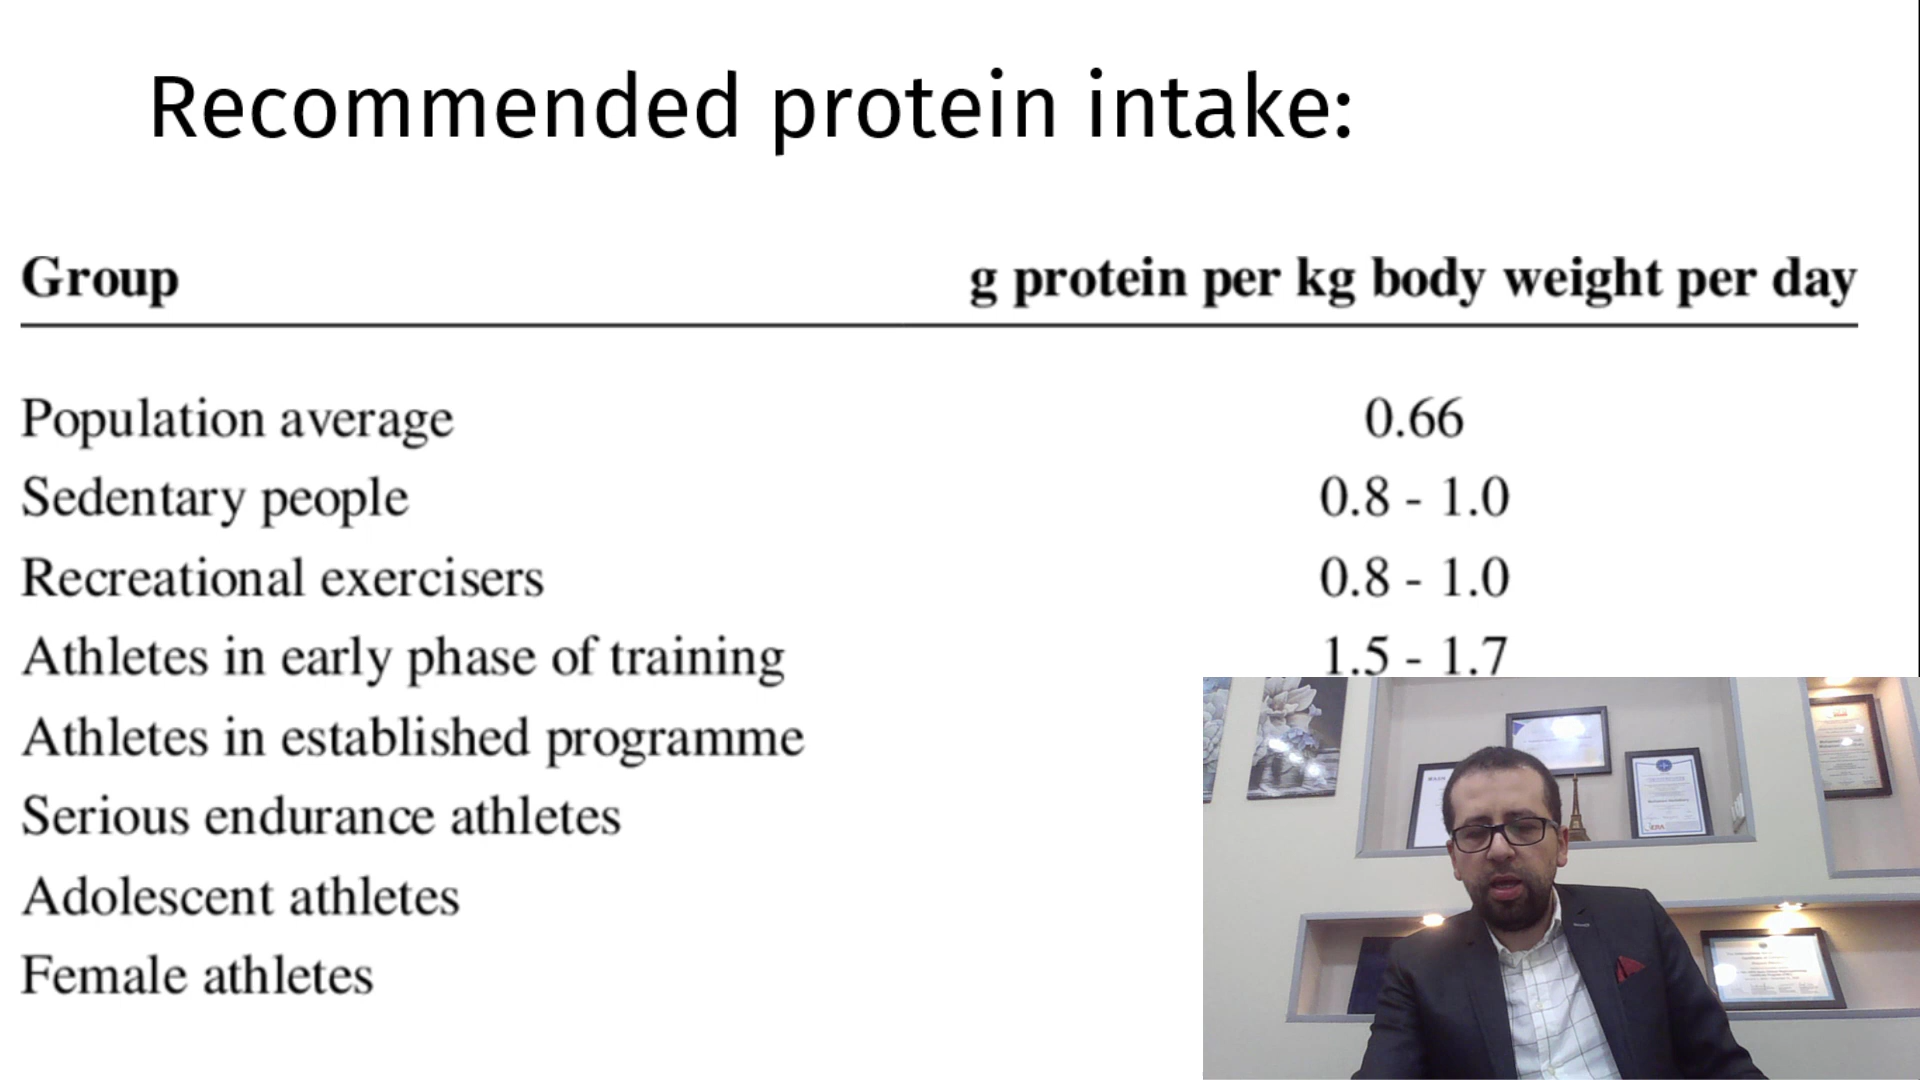 Recommended protein intake:
Group g protein per kg body weight per day
Population average 0.66
Sedentary people 0.8 - 1.0
Recreational exercisers 0.8 - 1.0
Athletes in early phase of training 1.5 - 1.7
Athletes in established programme
Serious endurance athletes
Adolescent athletes
Female athletes